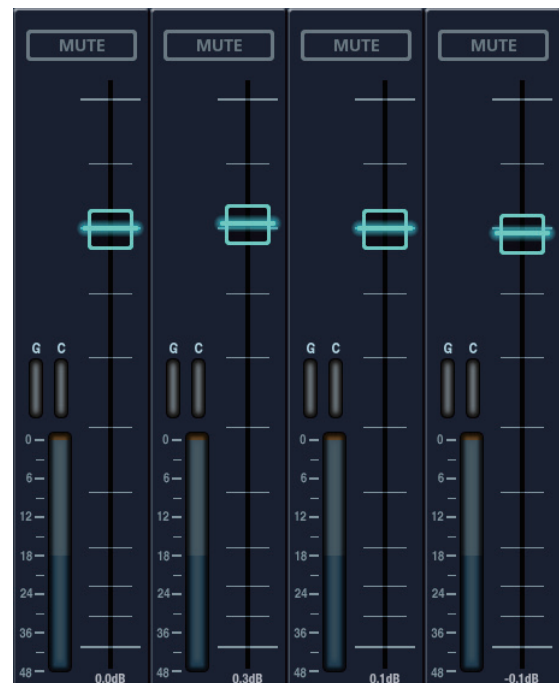 MUTE MUTE MUTE MUTE
G C G C G C G C
0 0 0 0
6 6 6 6
12 12 12 12
18 18 18 18
24 24 24 24
36 36 36 36
48 0.0dB 48 0.3dB 48 0.1dB 48 -0.1dB